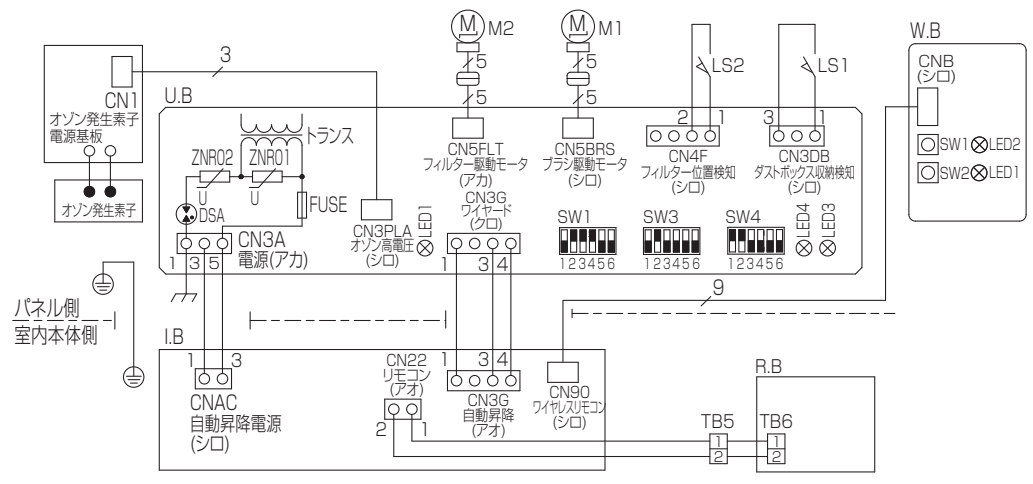 CN1
オゾン発生素子
電源基板
オゾン発生素子
3
M
M2
5
5
M
M1
5
5
LS2
2
1
LS1
3
1
W.B
CNB
(シロ)
SW1
LED2
SW2
LED1
U.B
トランス
ZNR02
ZNR01
U
U
DSA
FUSE
CN3A
電源(アカ)
1
3
5
CN3PLA
オゾン高電圧
(シロ)
LED1
CN5FLT
フィルター駆動モータ
(アカ)
CN3G
ワイヤード
(クロ)
1
3
4
CN5BRS
ブラシ駆動モータ
(シロ)
CN4F
フィルター位置検知
(シロ)
CN3DB
ダストボックス収納検知
(シロ)
SW1
123456
SW3
123456
SW4
123456
LED4
LED3
9
パネル側
室内本体側
I.B
1
3
CNAC
自動昇降電源
(シロ)
CN22
リモコン
(アオ)
2
1
1
3
4
CN3G
自動昇降
(アオ)
CN90
ワイヤレスリモコン
(シロ)
R.B
TB5
1
2
TB6
1
2